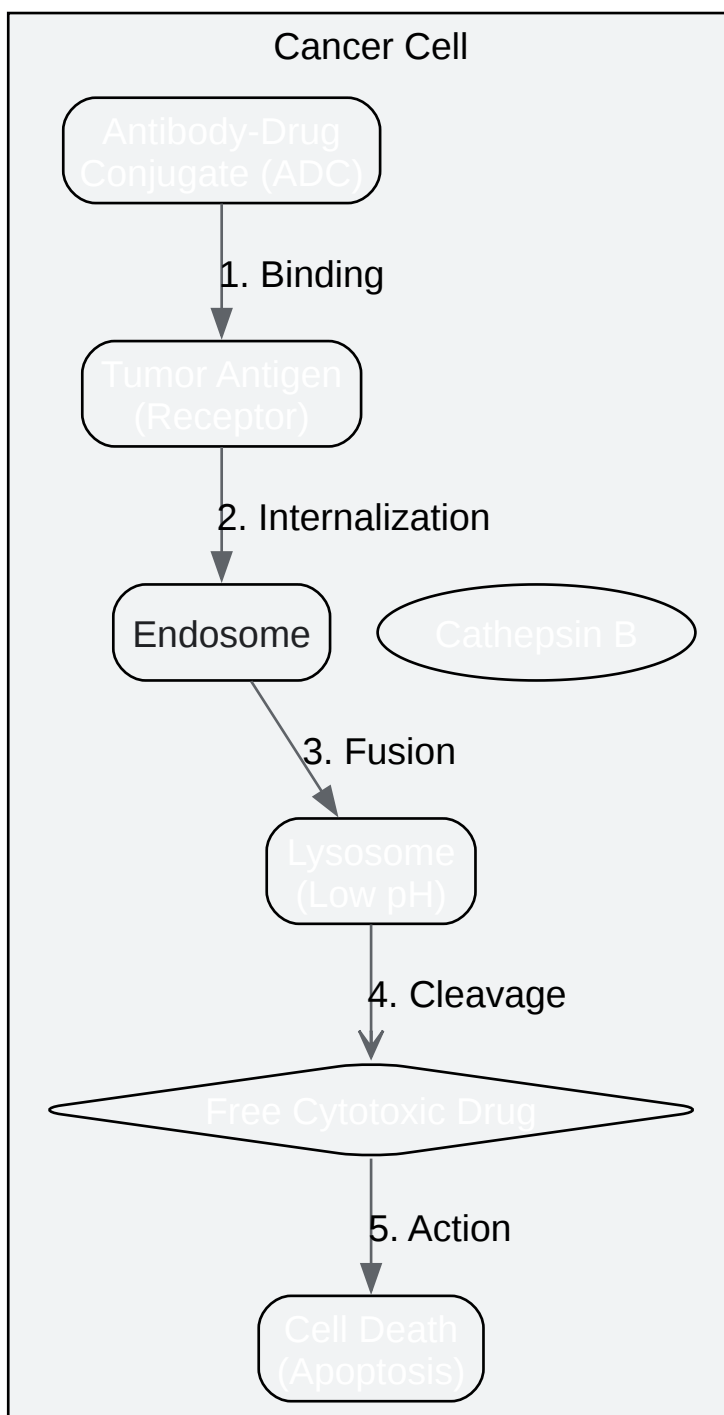 Cancer Cell
Antibody-Drug
Conjugate (ADC)
1. Binding
Tumor Antigen
(Receptor)
2. Internalization
Endosome
Cathepsin B
3. Fusion
Lysosome
(Low pH)
4. Cleavage
Free Cytotoxic Drug
5. Action
Cell Death
(Apoptosis)